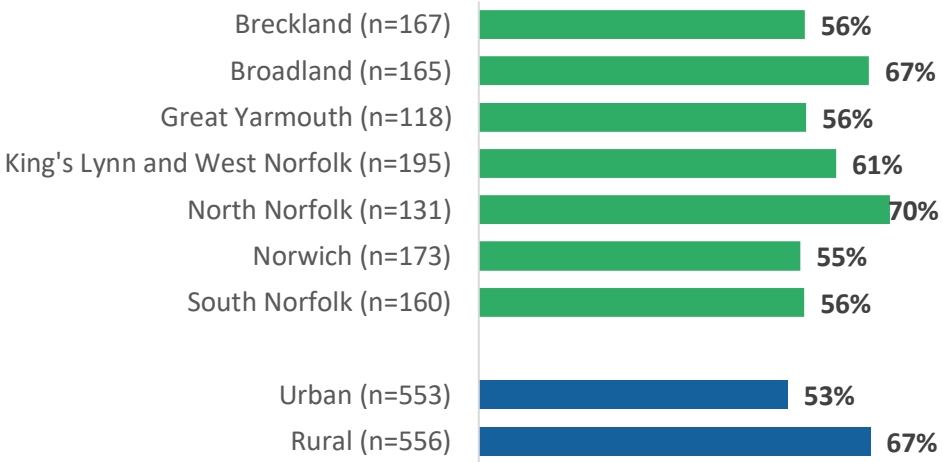 Breckland (n=167) 56%
Broadland (n=165) 67%
Great Yarmouth (n=118) 56%
King's Lynn and West Norfolk (n=195) 61%
North Norfolk (n=131) 70%
Norwich (n=173) 55%
South Norfolk (n=160) 56%
Urban (n=553) 53%
Rural (n=556) 67%